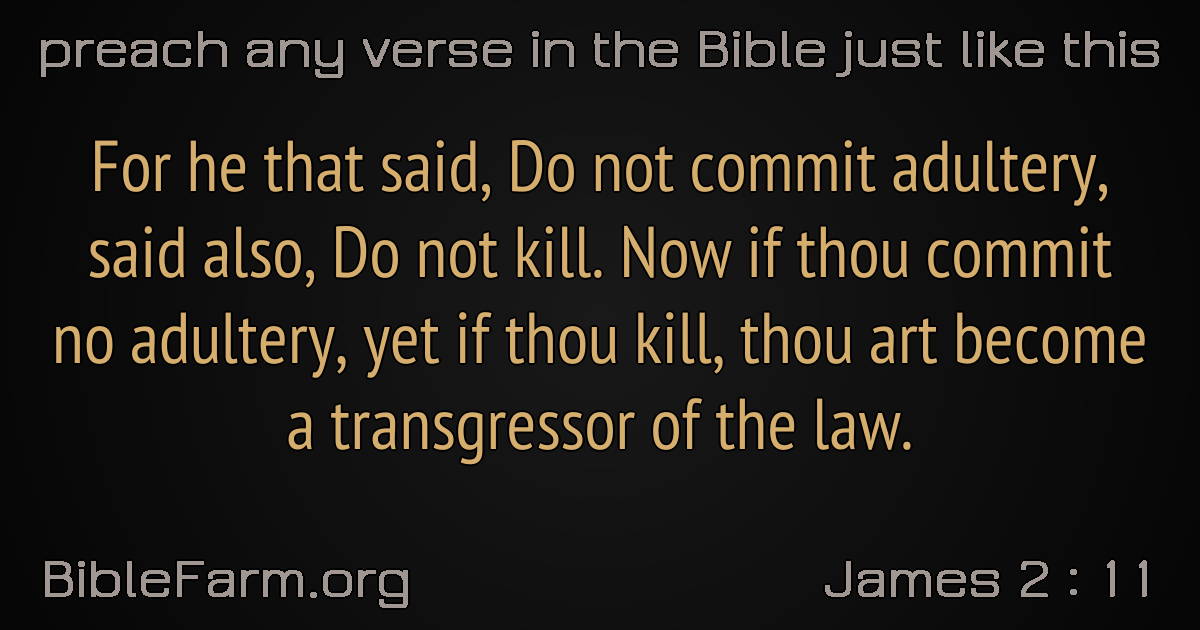 preach any verse in the Bible just like this
For he that said, Do not commit adultery,
said also, Do not kill. Now if thou commit
no adultery, yet if thou kill, thou art become
a transgressor of the law.
BibleFarm.org
James 2 : 11